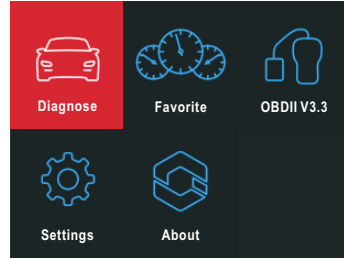 Diagnose
Favorite
OBDII V3.3
Settings
About